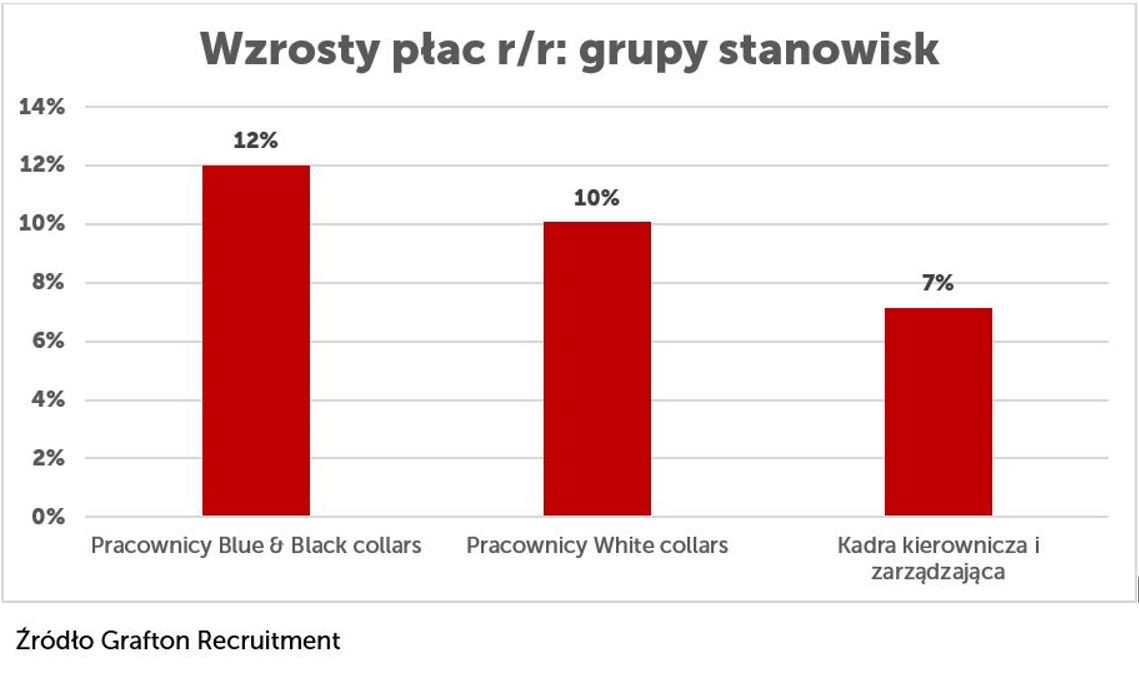 Wzrosty płac r/r: grupy stanowisk
14%
12%
10%
8%
6%
4%
2%
0%
12%
10%
7%
Pracownicy Blue & Black collars
Pracownicy White collars
Kadra kierownicza i
zarządzająca
Źródło Grafton Recruitment